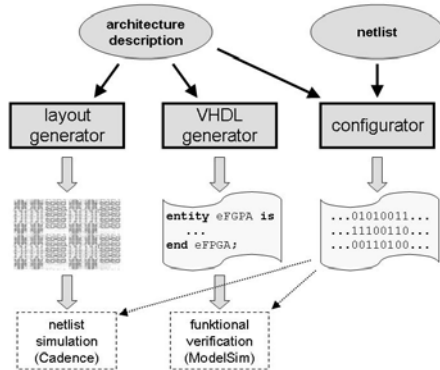 architecture
description
netlist
layout
generator
VHDL
generator
configurator
entity eFGPA is
...
end eFPGA;
...01010011...
...11100110...
...00110100...
netlist
simulation
(Cadence)
funktional
verification
(ModelSim)